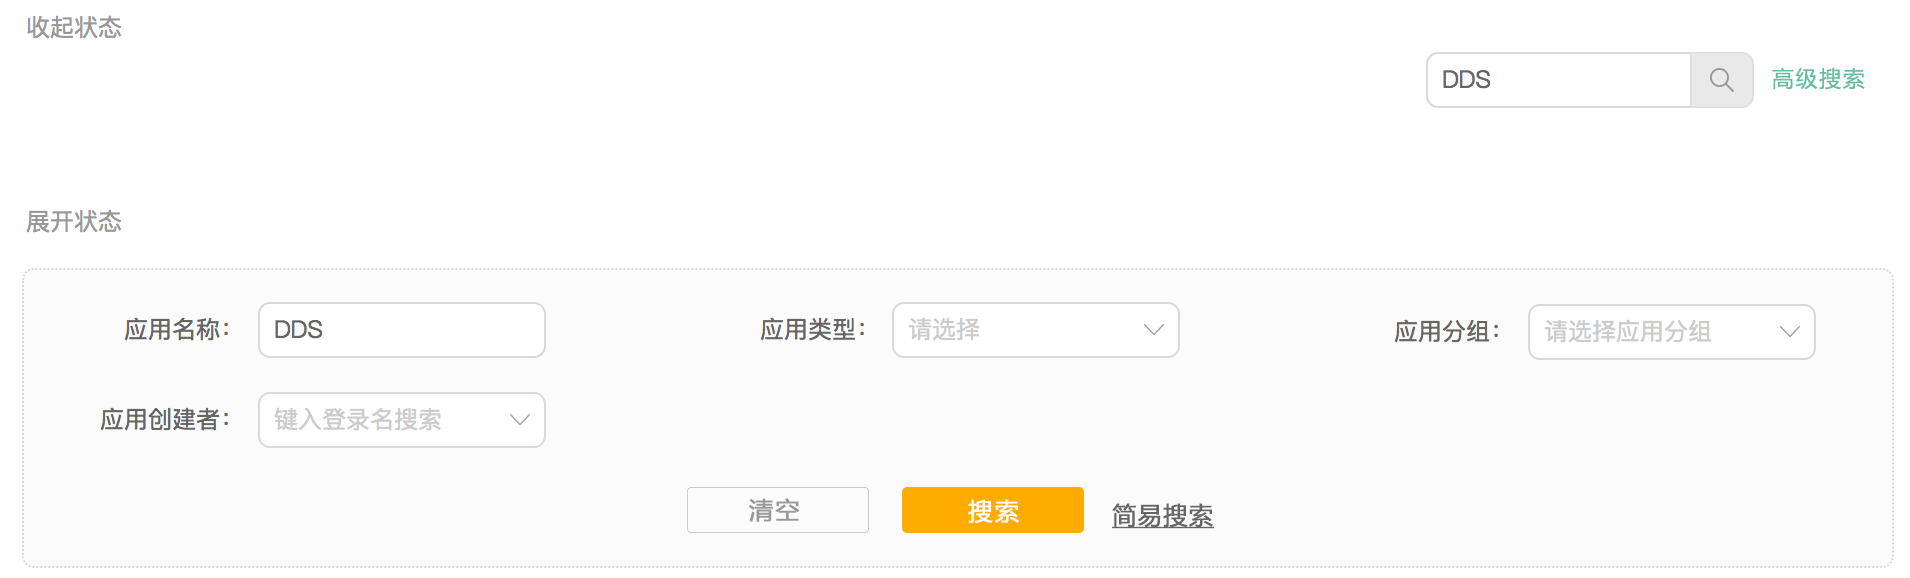 收起状态
DDS 高级搜索
展开状态
应用名称： DDS 应用类型： 请选择 应用分组： 请选择应用分组
应用创建者： 键入登录名搜索
清空 搜索 简易搜索